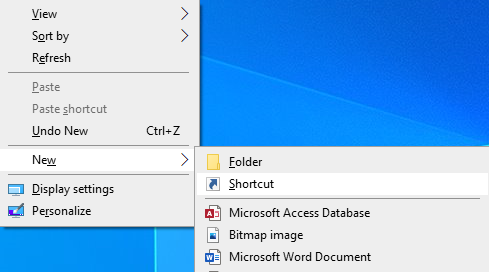 View
Sort by
Refresh
Paste
Paste shortcut
Undo New Ctrl+Z
New
Folder
Shortcut
Display settings
Microsoft Access Database
Personalize
Bitmap image
Microsoft Word Document